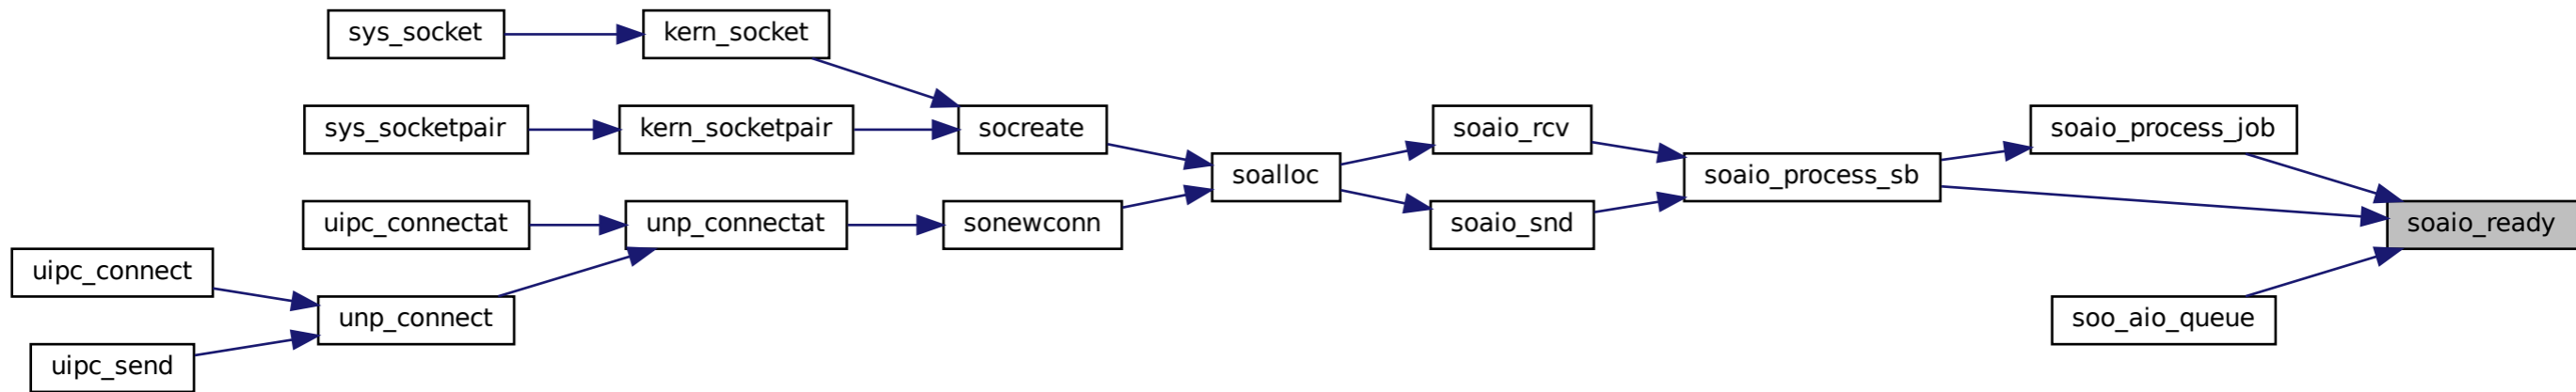 sys_socket
kern_socket
sys_socketpair
kern_socketpair
socreate
soaio_rcv
soaio_process_job
soalloc
soaio_process_sb
uipc_connectat
unp_connectat
sonewconn
soaio_snd
soaio_ready
uipc_connect
unp_connect
soo_aio_queue
uipc_send